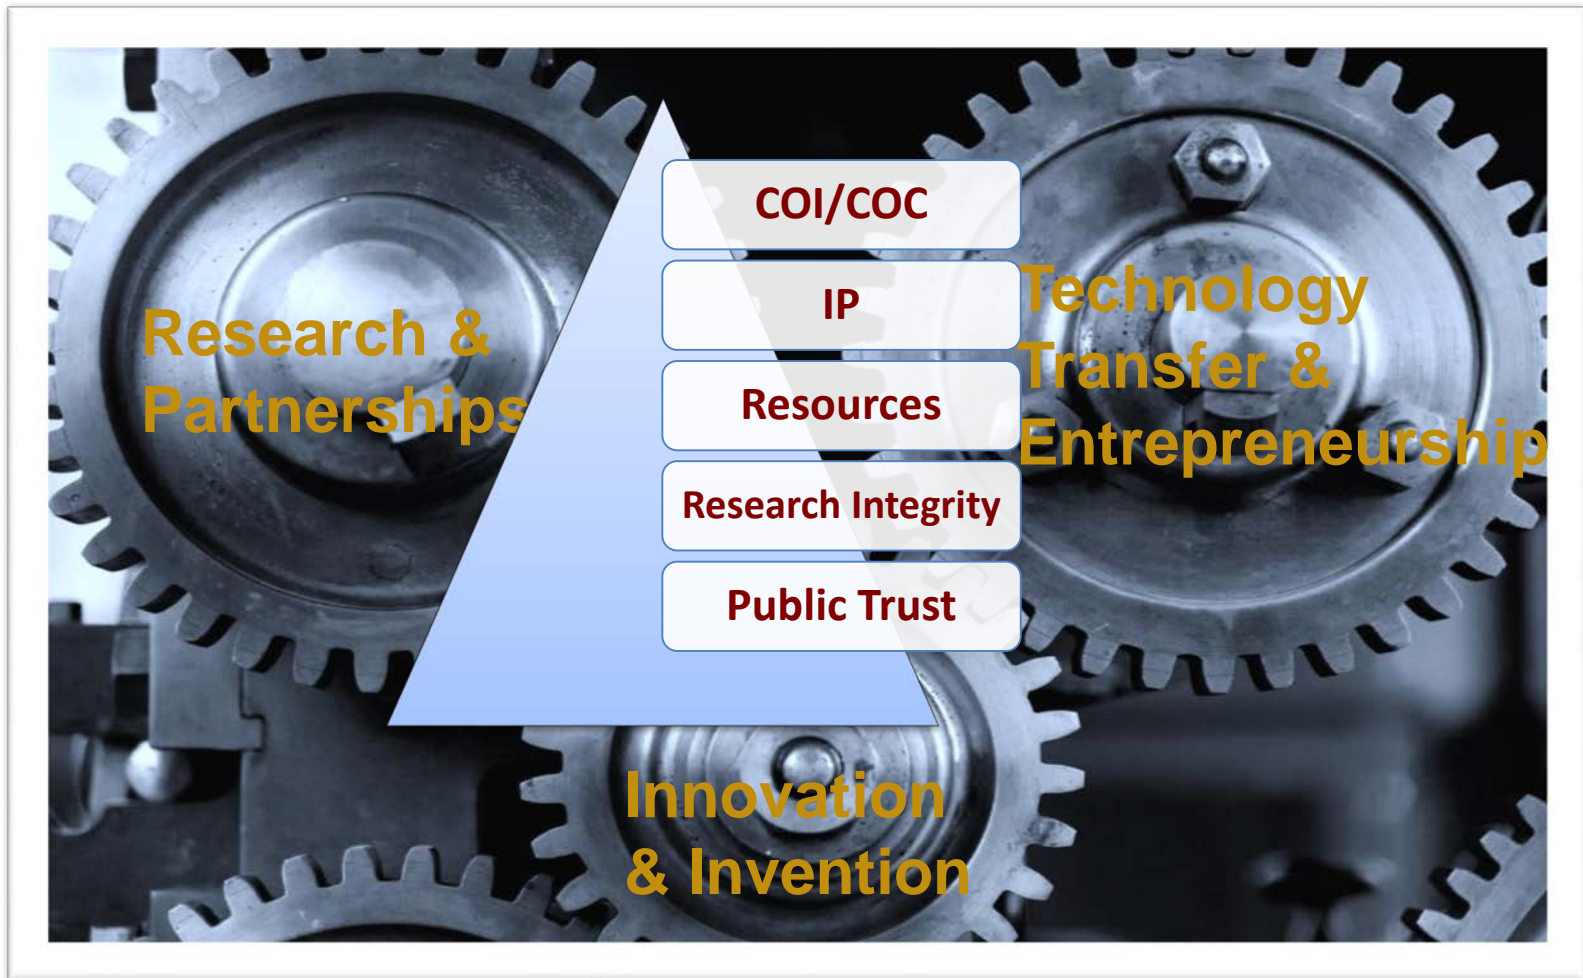 Research &
Partnerships
COI/COC
IP
Resources
Research Integrity
Public Trust
Technology
Transfer &
Entrepreneurship
Innovation
& Invention